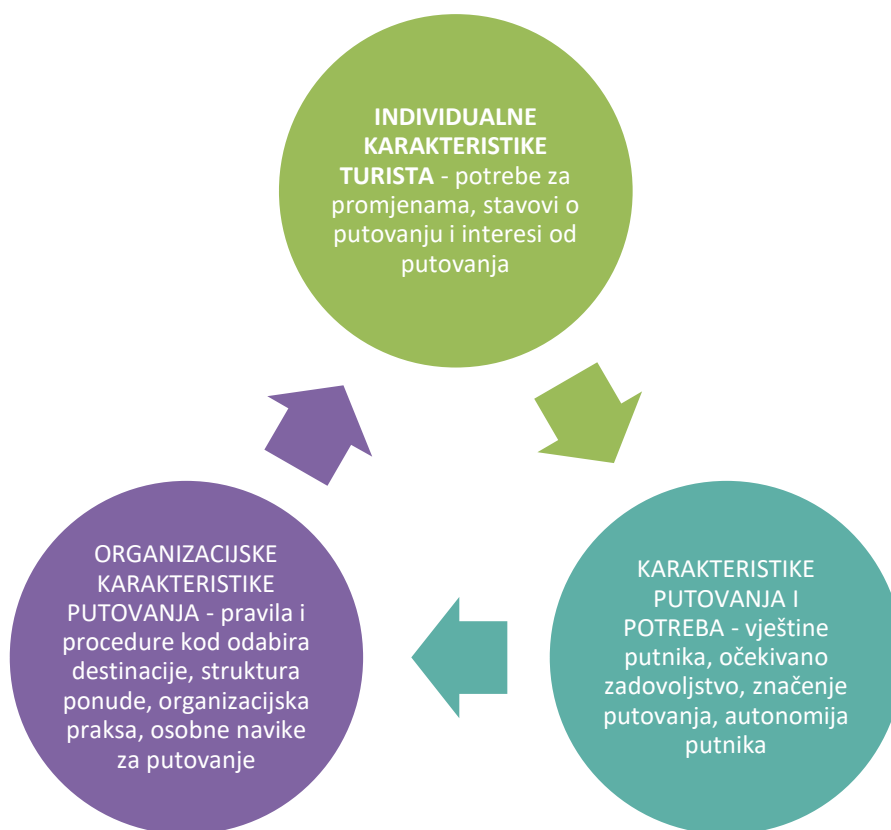 INDIVIDUALNE
KARAKTERISTIKE
TURISTA - potrebe za
promjenama, stavovi o
putovanju i interesi od
putovanja
KARAKTERISTIKE
PUTOVANJA I
POTREBA - vještine
putnika, očekivano
zadovoljstvo, značenje
putovanja, autonomija
putnika
ORGANIZACIJSKE
KARAKTERISTIKE
PUTOVANJA - pravila i
procedure kod odabira
destinacije, struktura
ponude, organizacijska
praksa, osobne navike
za putovanje